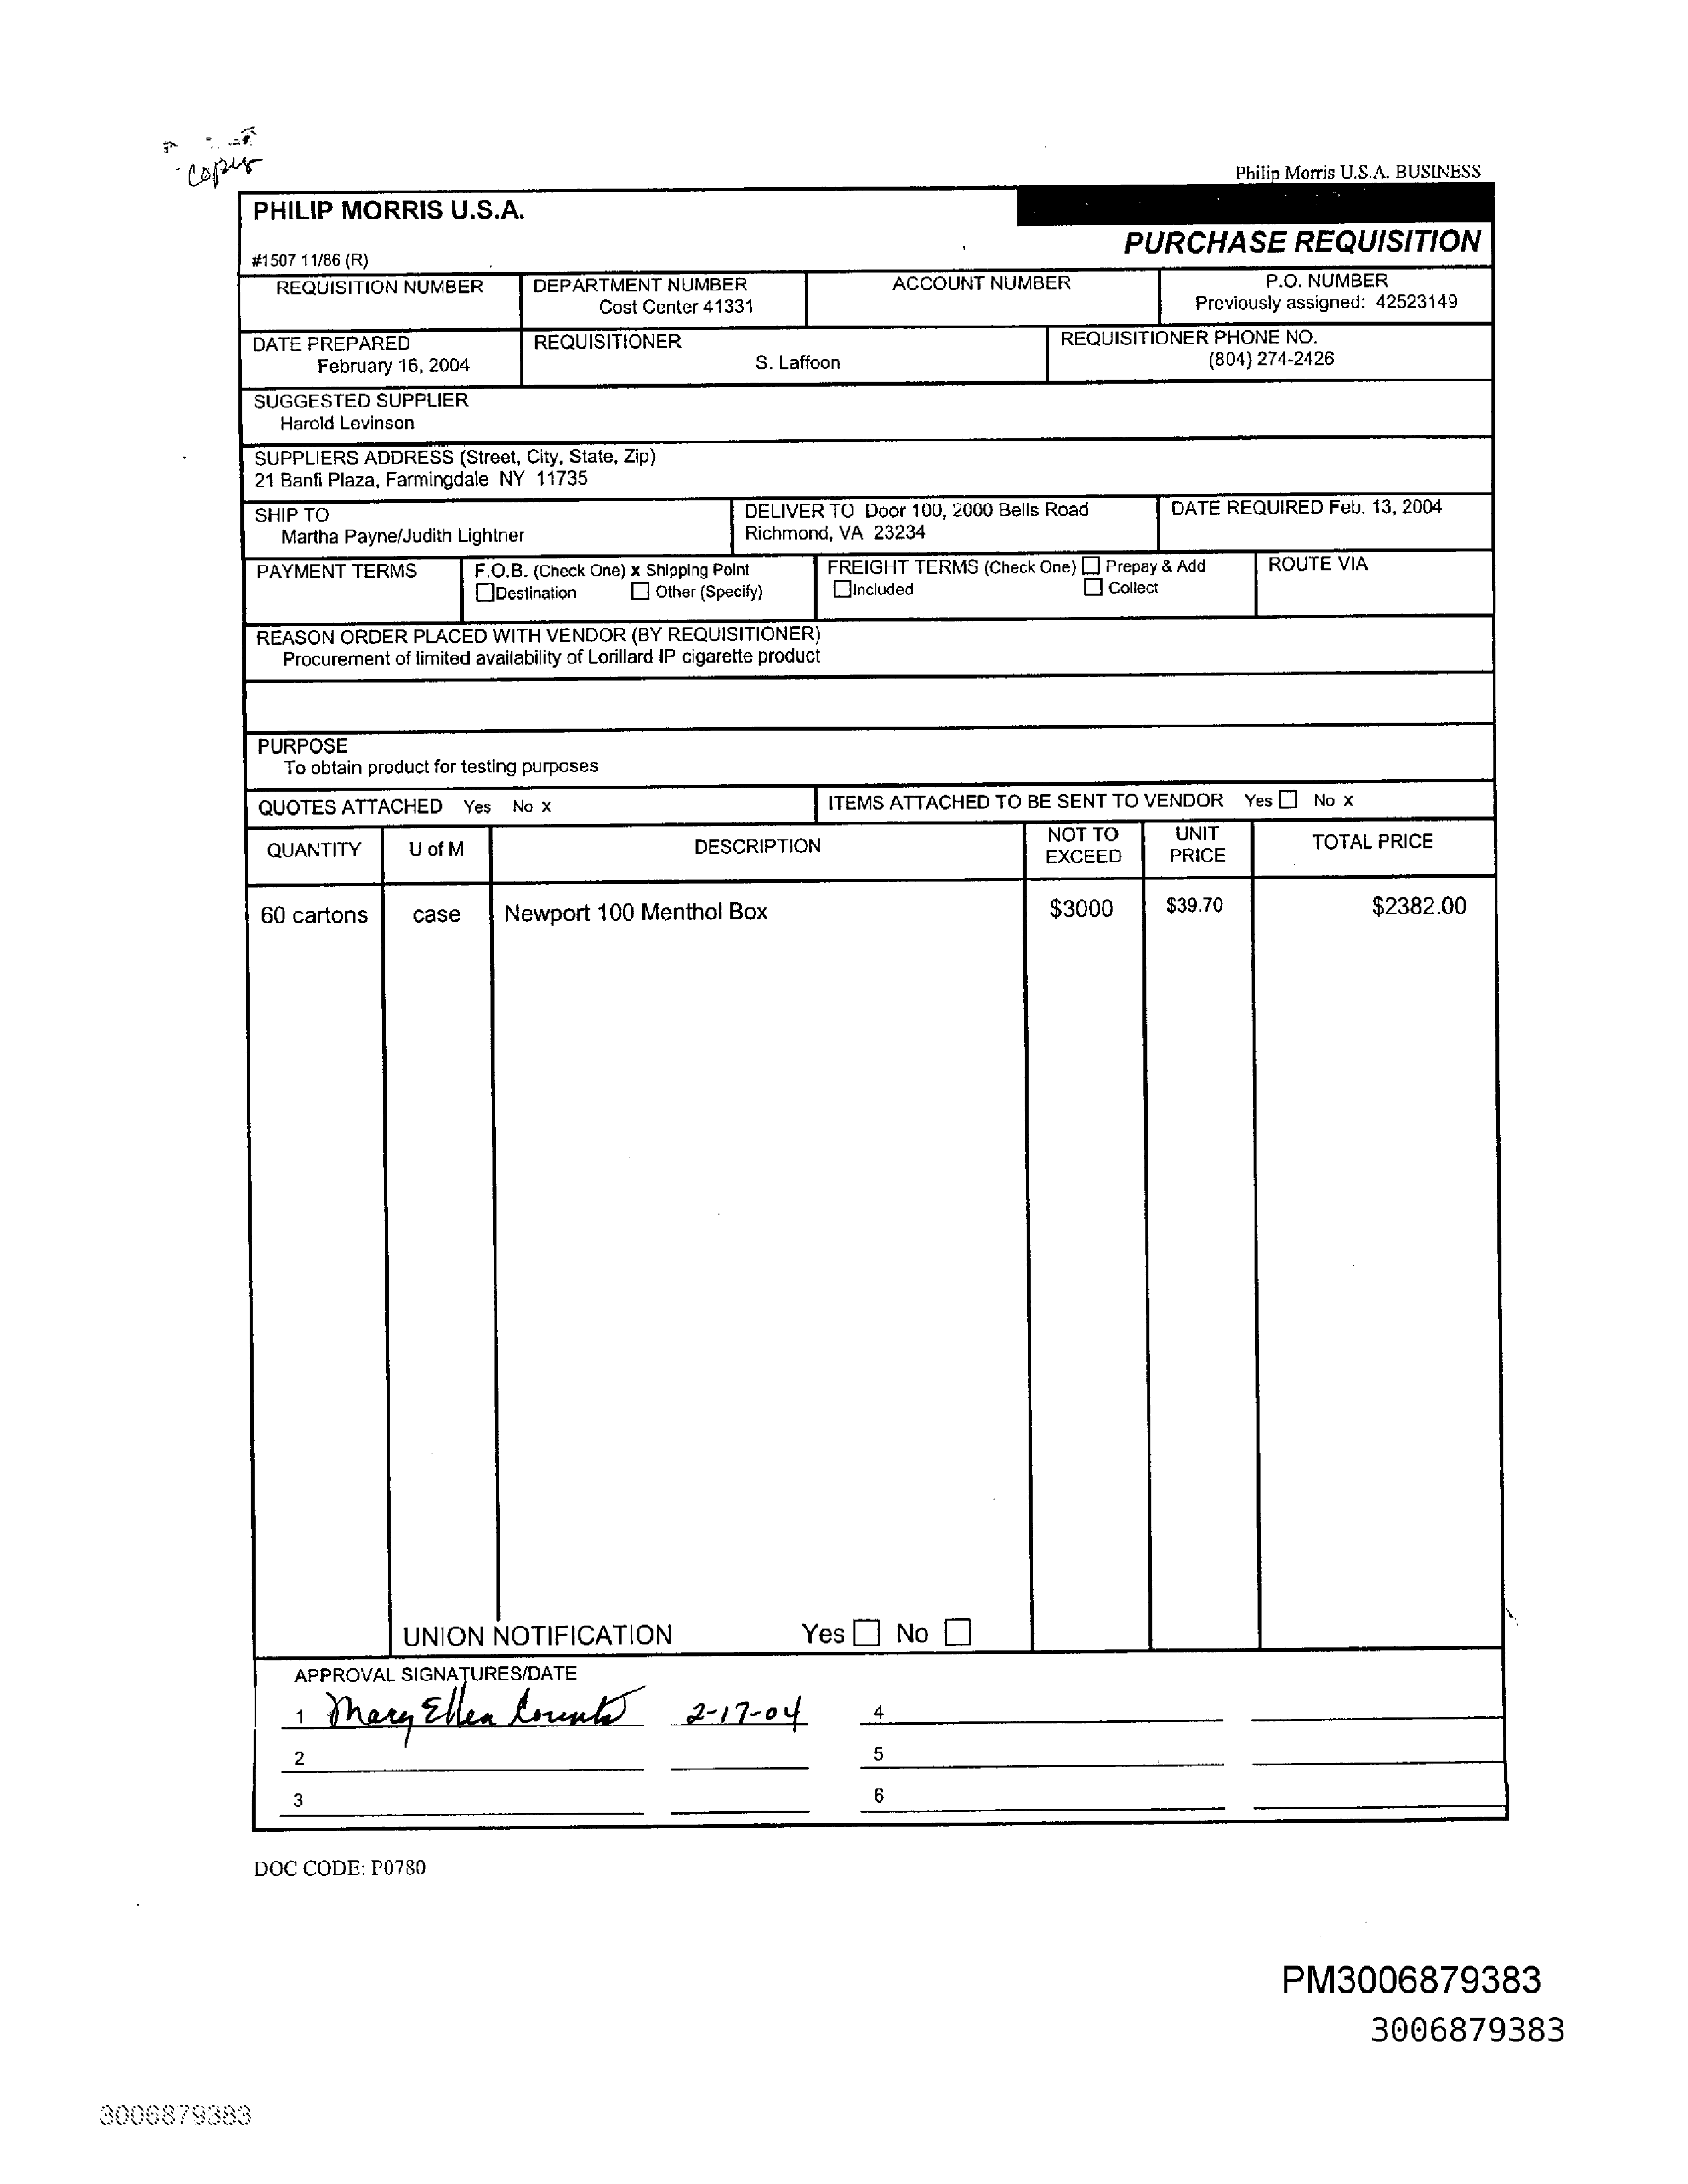 Copies
Philip Morris U.S.A. BUSINESS
PHILIP MORRIS U.S.A.
PURCHASE REQUISITION
#1507 11/86 (R)
REQUISITION NUMBER
DEPARTMENT NUMBER
Cost Center 41331
ACCOUNT NUMBER
P.O. NUMBER
Previously assigned: 42523149
DATE PREPARED
February 16, 2004
REQUISITIONER
S. Laffoon
REQUISITIONER PHONE NO.
(804) 274-2426
SUGGESTED SUPPLIER
Harold Levinson
SUPPLIERS ADDRESS (Street, City, State, Zip)
21 Banfi Plaza, Farmingdale NY 11735
SHIP TO
Martha Payne/Judith Lightner
DELIVER TO Door 100, 2000 Bells Road
Richmond, VA 23234
DATE REQUIRED Feb. 13, 2004
PAYMENT TERMS
F.O.B. (Check One) x Shipping Point
☐Destination ☐ Other (Specify)
FREIGHT TERMS (Check One) ☐ Prepay & Add
☐Included ☐ Collect
ROUTE VIA
REASON ORDER PLACED WITH VENDOR (BY REQUISITIONER)
Procurement of limited availability of Lorillard IP cigarette product
PURPOSE
To obtain product for testing purposes
QUOTES ATTACHED Yes No x
ITEMS ATTACHED TO BE SENT TO VENDOR Yes ☐ No x
QUANTITY
U of M
DESCRIPTION
NOT TO
EXCEED
UNIT
PRICE
TOTAL PRICE
60 cartons
case
Newport 100 Menthol Box
$3000
$39.70
$2382.00
UNION NOTIFICATION Yes ☐ No ☐
APPROVAL SIGNATURES/DATE
1 Mary Ellen Counts 2-17-04 4
2 5
3 6
DOC CODE: P0780
PM3006879383
3006879383
3006879383